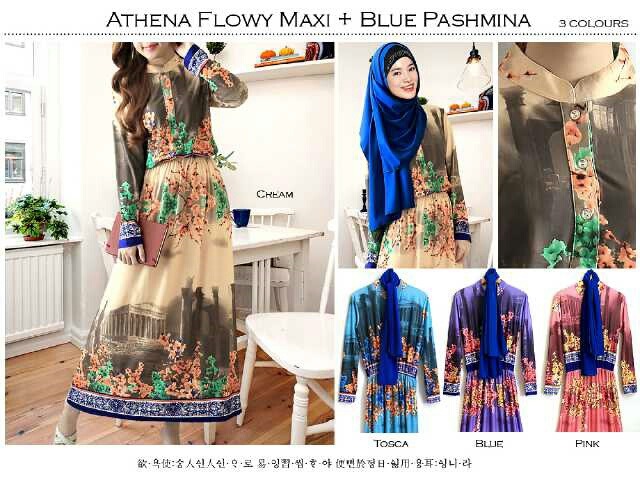 Athena Flowy Maxi + Blue Pashmina
3 Colours
Cream
Tosca
Blue
Pink